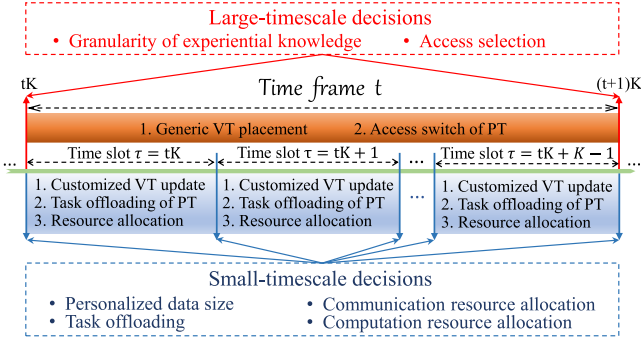 Large-timescale decisions
• Granularity of experiential knowledge • Access selection
tK Time frame t (t+1)K
1. Generic VT placement 2. Access switch of PT
... Time slot τ = tK Time slot τ = tK + 1 ... Time slot τ = tK + K − 1 ...
1. Customized VT update 1. Customized VT update 1. Customized VT update
2. Task offloading of PT 2. Task offloading of PT ... 2. Task offloading of PT
3. Resource allocation 3. Resource allocation 3. Resource allocation
Small-timescale decisions
• Personalized data size • Communication resource allocation
• Task offloading • Computation resource allocation